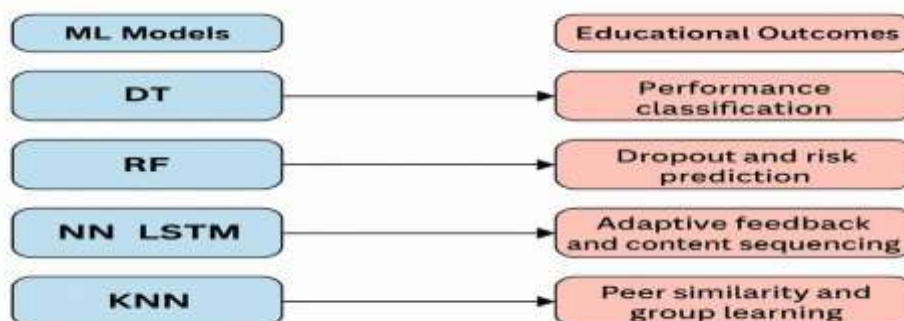 ML Models
Educational Outcomes
DT
Performance
classification
RF
Dropout and risk
prediction
NN LSTM
Adaptive feedback
and content sequencing
KNN
Peer similarity and
group learning